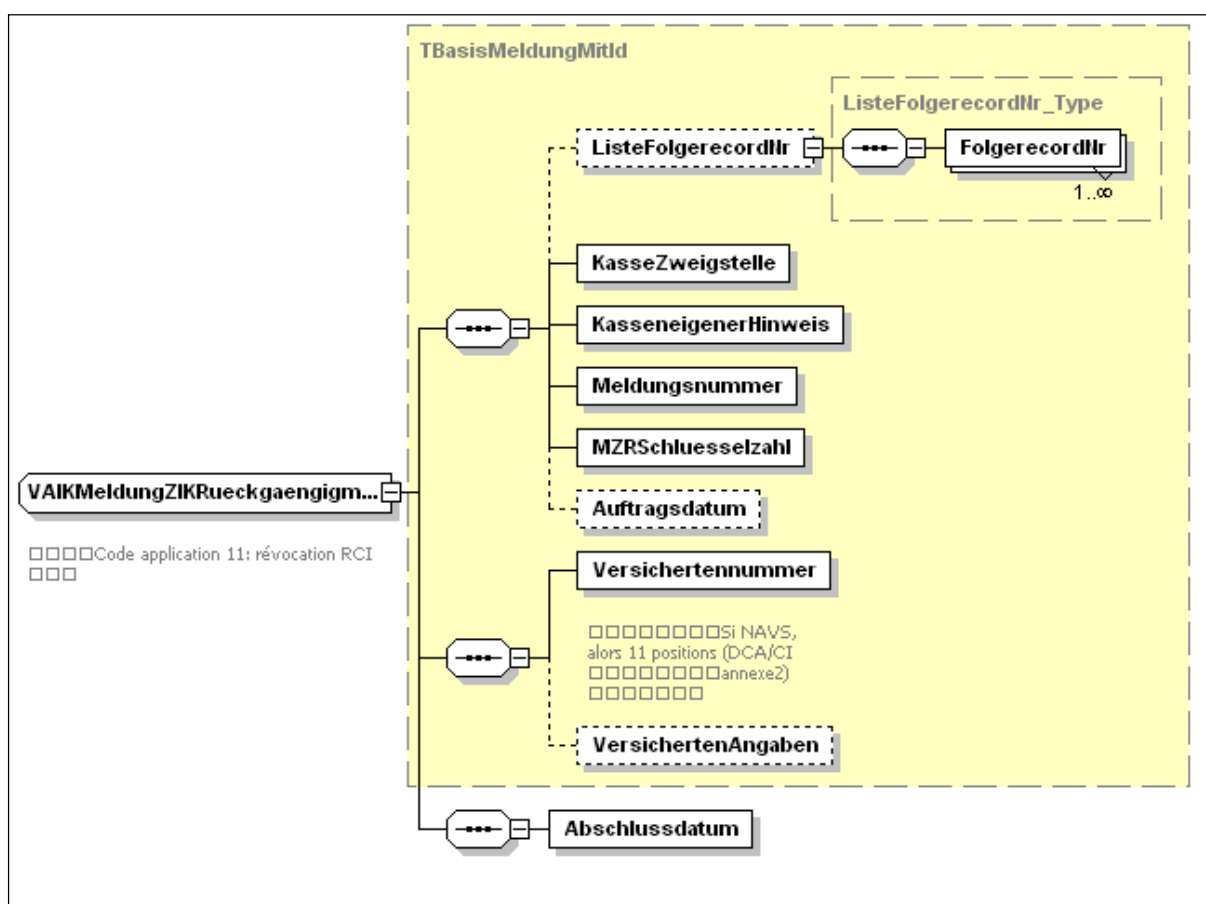 TBasisMeldungMitId
ListeFolgerecordNr_Type
ListeFolgerecordNr
FolgerecordNr
1..∞
KasseZweigstelle
KasseneigenerHinweis
Meldungsnummer
MZRSchluesselzahl
VAIKMeldungZIKRueckgaengigm...
Auftragsdatum
□□□□Code application 11: révocation RCI
□□□
Versichertennummer
□□□□□□□□Si NAVS,
alors 11 positions (DCA/CI
□□□□□□□□annexe2)
□□□□□□□
VersichertenAngaben
Abschlussdatum